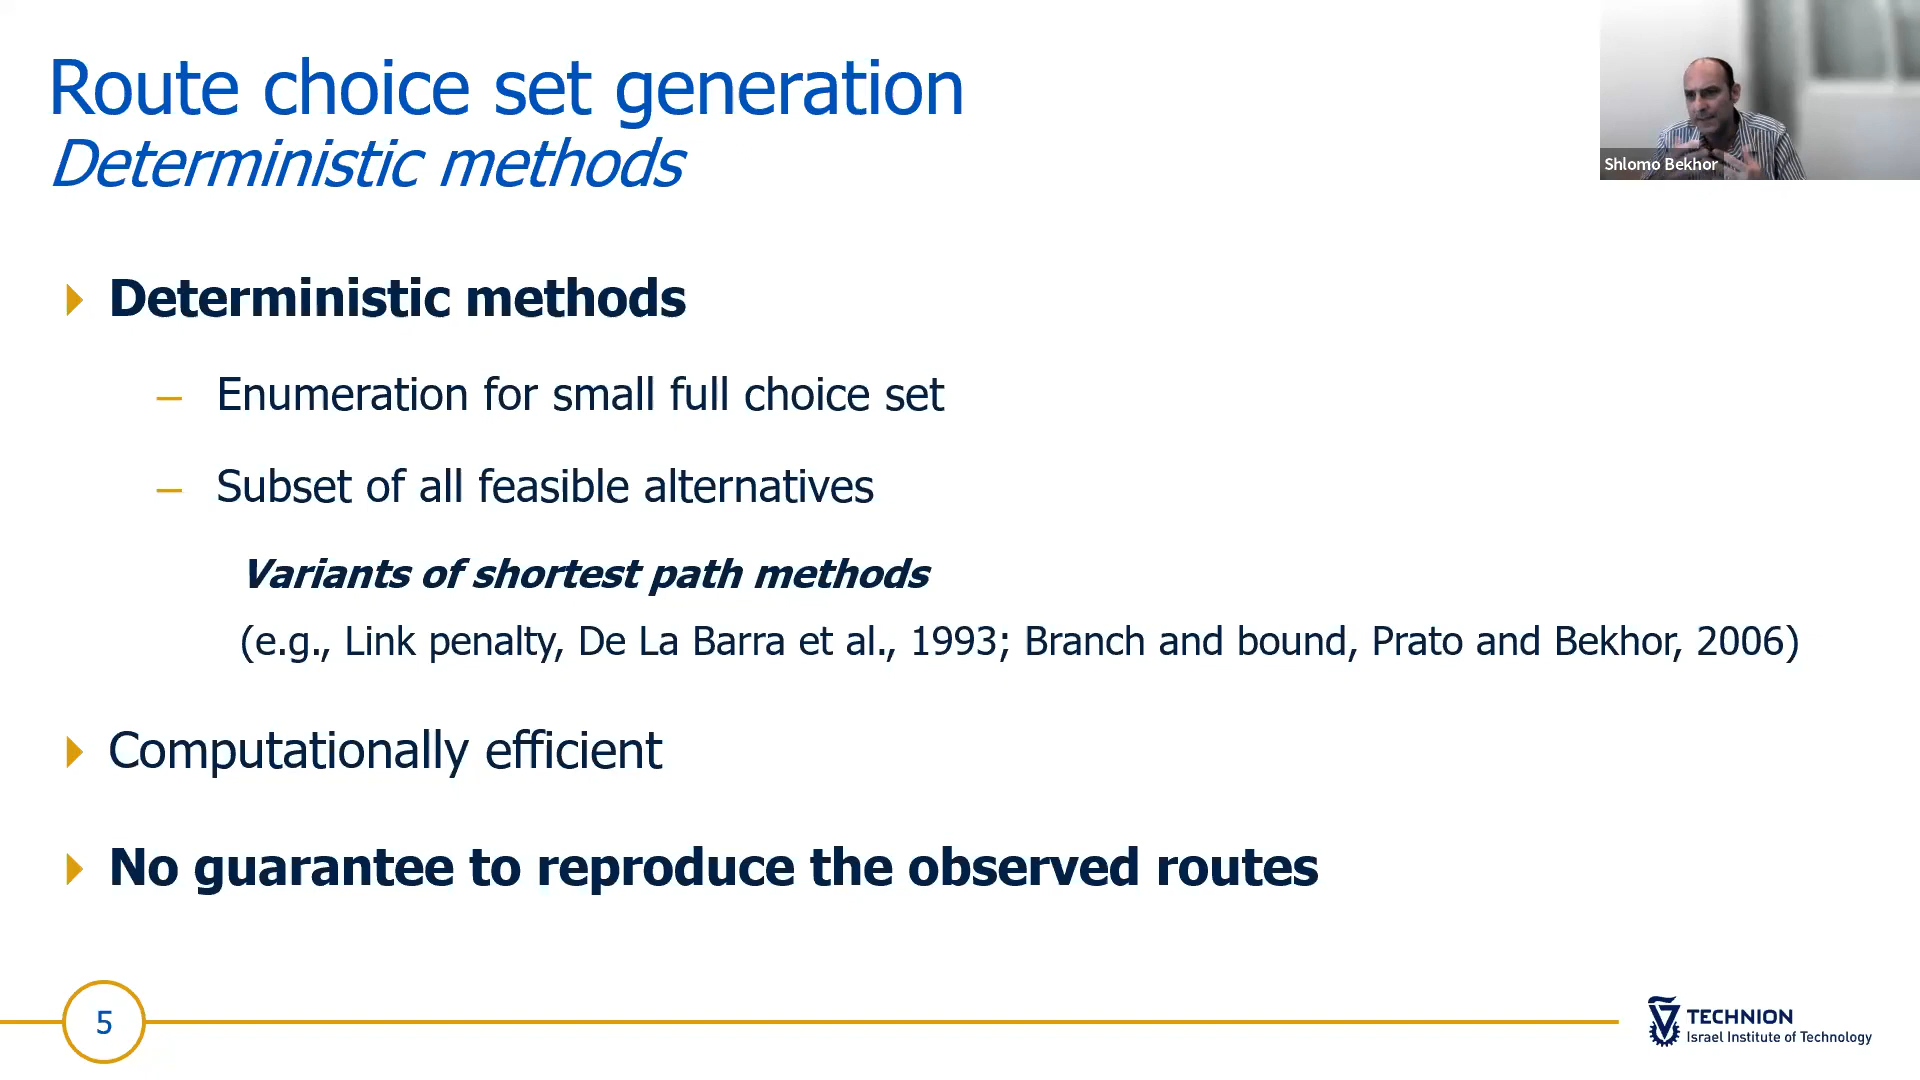 Route choice set generation
Deterministic methods
Shlomo Bekhor
Deterministic methods
– Enumeration for small full choice set
– Subset of all feasible alternatives
Variants of shortest path methods
(e.g., Link penalty, De La Barra et al., 1993; Branch and bound, Prato and Bekhor, 2006)
Computationally efficient
No guarantee to reproduce the observed routes
5
TECHNION
Israel Institute of Technology